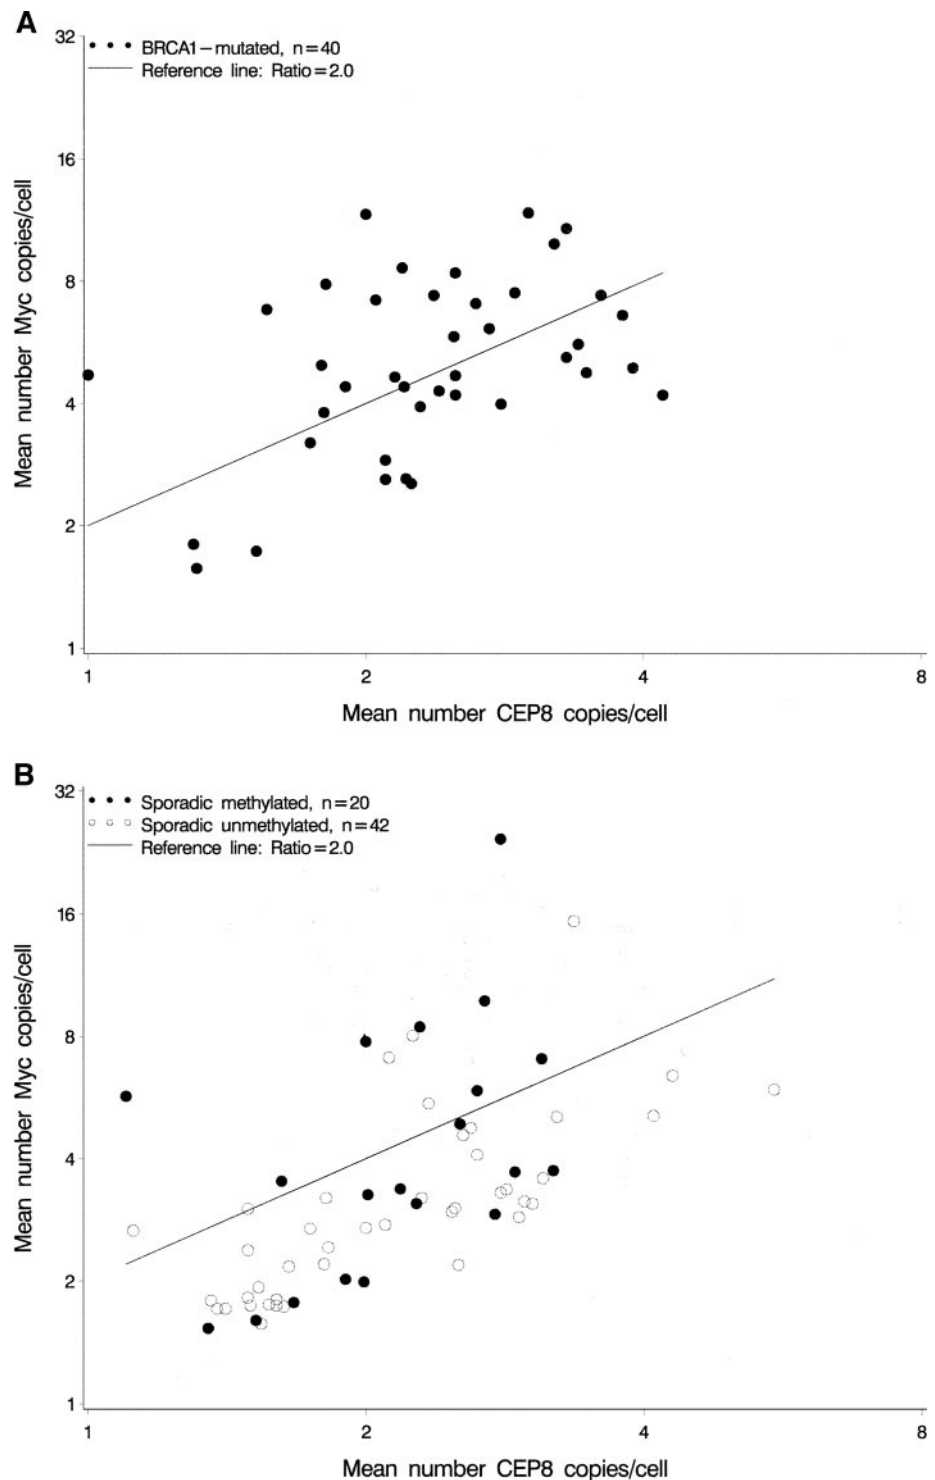 A
32
BRCA1-mutated, n=40
Reference line: Ratio=2.0
16
8
4
2
1
Mean number Myc copies/cell
1 2 4 8
Mean number CEP8 copies/cell
B
32
Sporadic methylated, n=20
Sporadic unmethylated, n=42
Reference line: Ratio=2.0
16
8
4
2
1
Mean number Myc copies/cell
1 2 4 8
Mean number CEP8 copies/cell